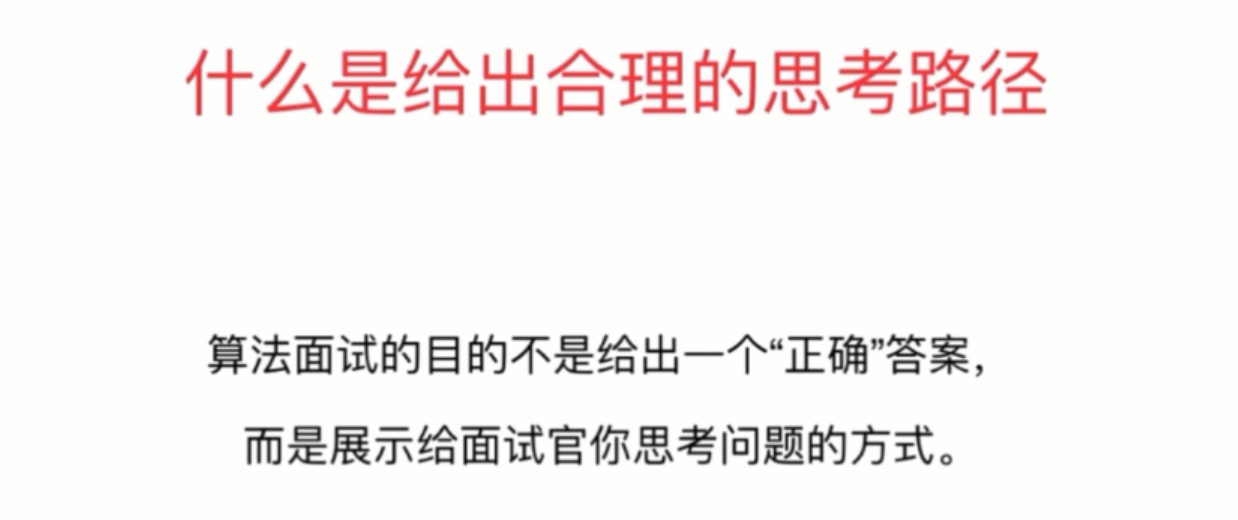 什么是给出合理的思考路径
算法面试的目的不是给出一个“正确”答案，
而是展示给面试官你思考问题的方式。